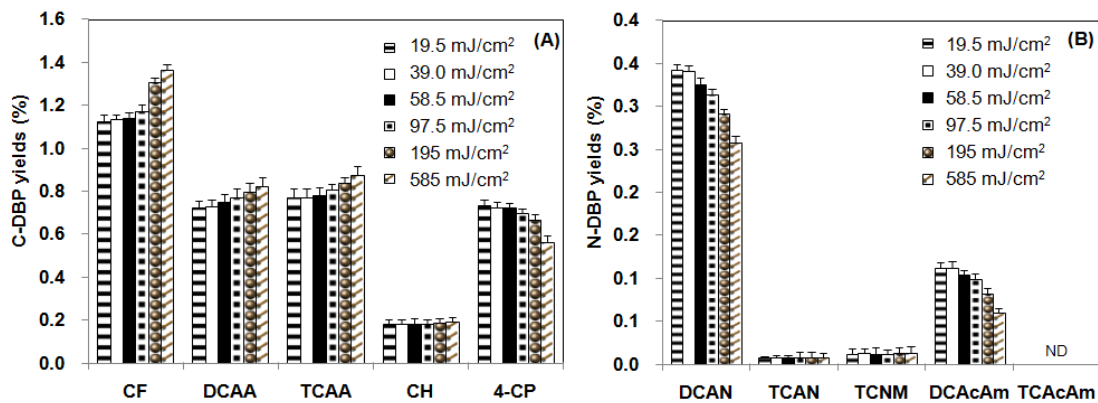 (A)
C-DBP yields (%)
1.6
1.4
1.2
1.0
0.8
0.6
0.4
0.2
0.0
19.5 mJ/cm²
39.0 mJ/cm²
58.5 mJ/cm²
97.5 mJ/cm²
195 mJ/cm²
585 mJ/cm²
CF DCAA TCAA CH 4-CP
(B)
N-DBP yields (%)
0.4
0.4
0.3
0.3
0.2
0.2
0.1
0.1
0.0
19.5 mJ/cm²
39.0 mJ/cm²
58.5 mJ/cm²
97.5 mJ/cm²
195 mJ/cm²
585 mJ/cm²
ND
DCAN TCAN TCNM DCAcAm TCAcAm